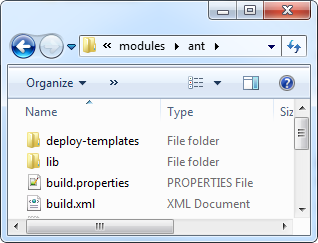 « modules ▸ ant ▸
Organize ▾ »
Name Type Siz
deploy-templates File folder
lib File folder
build.properties PROPERTIES File
build.xml XML Document